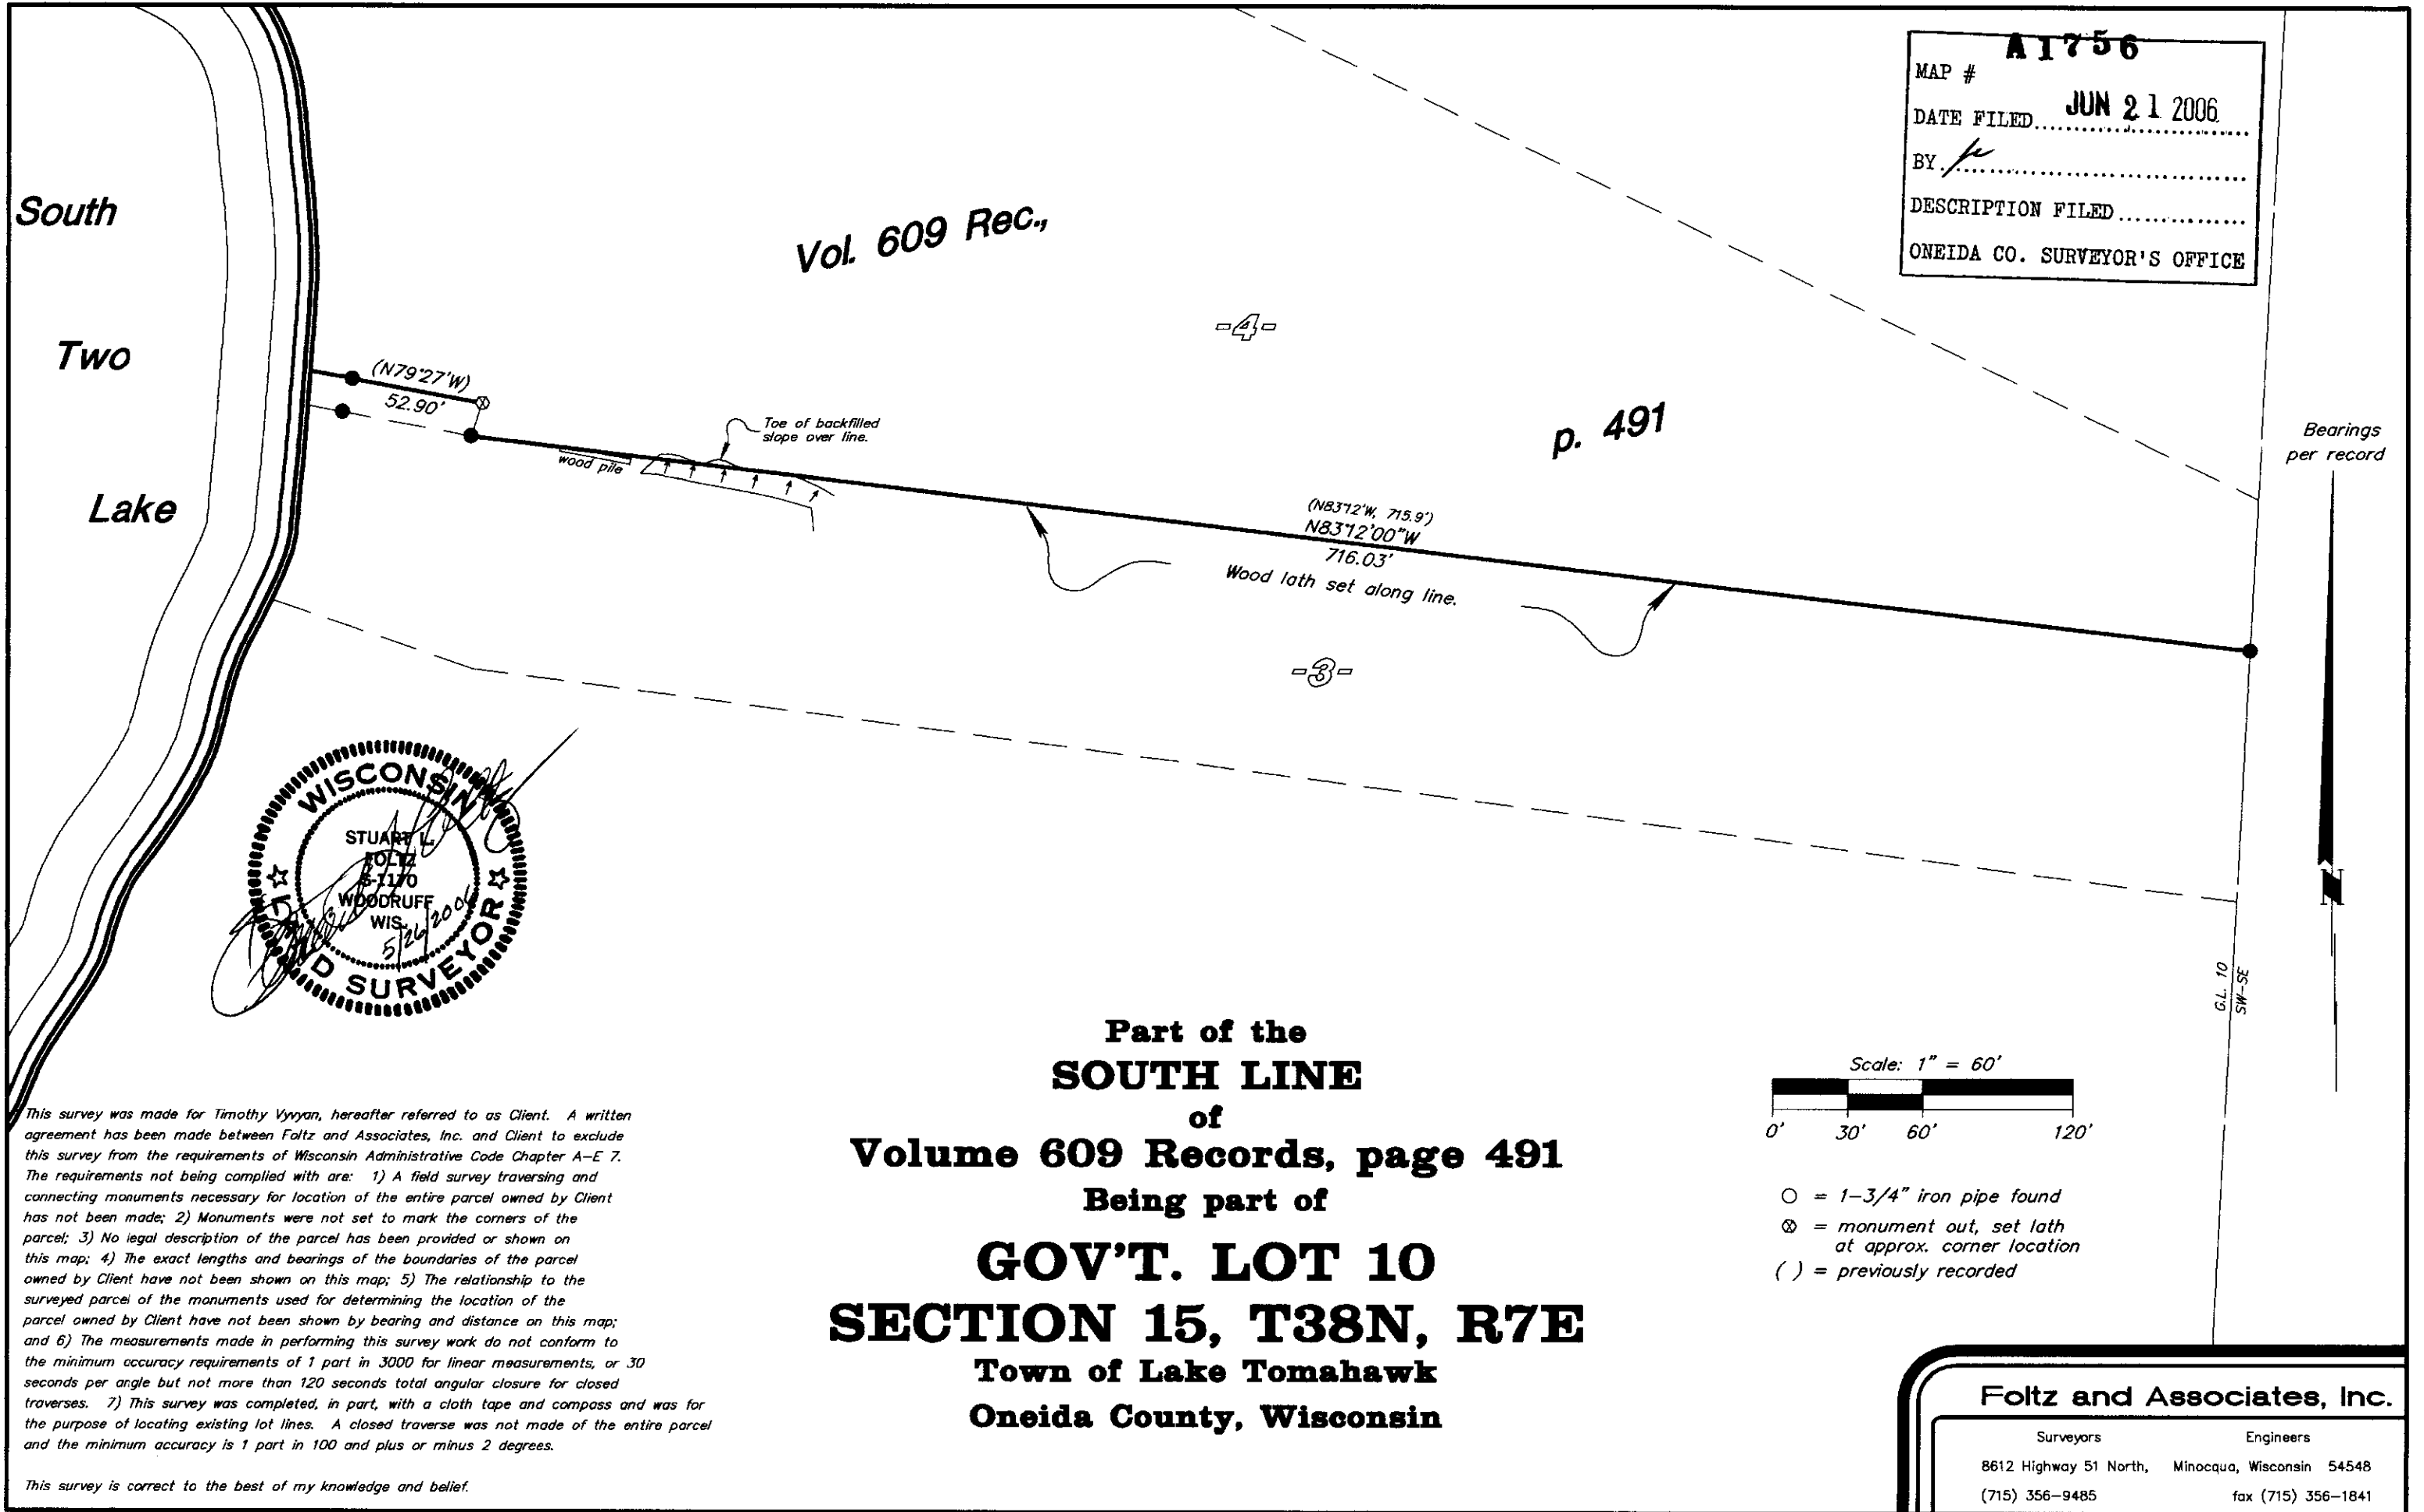 A1756
MAP #
DATE FILED JUN 21 2006
BY
DESCRIPTION FILED
ONEIDA CO. SURVEYOR'S OFFICE
South
Two
Lake
Vol. 609 Rec.,
-4-
p. 491
Bearings
per record
(N79°27'W)
52.90'
Toe of backfilled
slope over line.
wood pile
(N83°12'W, 715.9')
N83°12'00"W
716.03'
Wood lath set along line.
-3-
N
G.L. 10
SW-SE
WISCONSIN
STUART L.
FOLTZ
S-1170
WOODRUFF
WIS.
5/26/2006
LAND SURVEYOR
Part of the
SOUTH LINE
of
Volume 609 Records, page 491
Being part of
GOV'T. LOT 10
SECTION 15, T38N, R7E
Town of Lake Tomahawk
Oneida County, Wisconsin
Scale: 1" = 60'
0' 30' 60' 120'
○ = 1-3/4" iron pipe found
⊗ = monument out, set lath
at approx. corner location
( ) = previously recorded
This survey was made for Timothy Vyvyan, hereafter referred to as Client. A written
agreement has been made between Foltz and Associates, Inc. and Client to exclude
this survey from the requirements of Wisconsin Administrative Code Chapter A-E 7.
The requirements not being complied with are: 1) A field survey traversing and
connecting monuments necessary for location of the entire parcel owned by Client
has not been made; 2) Monuments were not set to mark the corners of the
parcel; 3) No legal description of the parcel has been provided or shown on
this map; 4) The exact lengths and bearings of the boundaries of the parcel
owned by Client have not been shown on this map; 5) The relationship to the
surveyed parcel of the monuments used for determining the location of the
parcel owned by Client have not been shown by bearing and distance on this map;
and 6) The measurements made in performing this survey work do not conform to
the minimum accuracy requirements of 1 part in 3000 for linear measurements, or 30
seconds per angle but not more than 120 seconds total angular closure for closed
traverses. 7) This survey was completed, in part, with a cloth tape and compass and was for
the purpose of locating existing lot lines. A closed traverse was not made of the entire parcel
and the minimum accuracy is 1 part in 100 and plus or minus 2 degrees.
This survey is correct to the best of my knowledge and belief.
Foltz and Associates, Inc.
Surveyors Engineers
8612 Highway 51 North, Minocqua, Wisconsin 54548
(715) 356-9485 fax (715) 356-1841